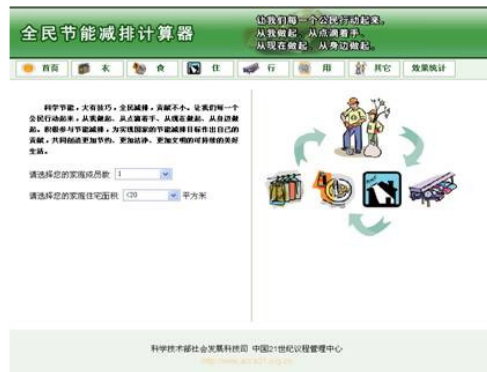 全民节能减排计算器
让我们每一个公民行动起来，
从我做起、从点滴着手、
从现在做起、从身边做起。
首页 衣 食 住 行 用 其它 效果统计
科学节能，大有技巧，全民减排，贡献不小。让我们每一个
公民行动起来，从我做起、从点滴着手、从现在做起、从身边做
起。积极参与节能减排，为实现国家的节能减排目标作出自己的
贡献，共同创造更加节约、更加洁净、更加文明的可持续的美好
生活。
请选择您的家庭成员数 1
请选择您的家庭住宅面积 <20 平方米
科学技术部社会发展科技司 中国21世纪议程管理中心